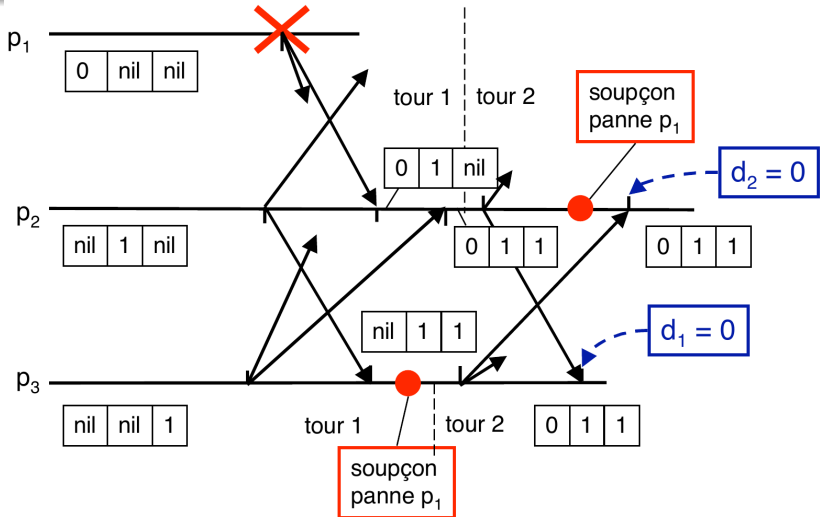 p1
0 nil nil
tour 1 tour 2
soupçon
panne p1
0 1 nil
d2 = 0
p2
nil 1 nil
0 1 1
0 1 1
nil 1 1
d1 = 0
p3
nil nil 1
tour 1 tour 2
0 1 1
soupçon
panne p1